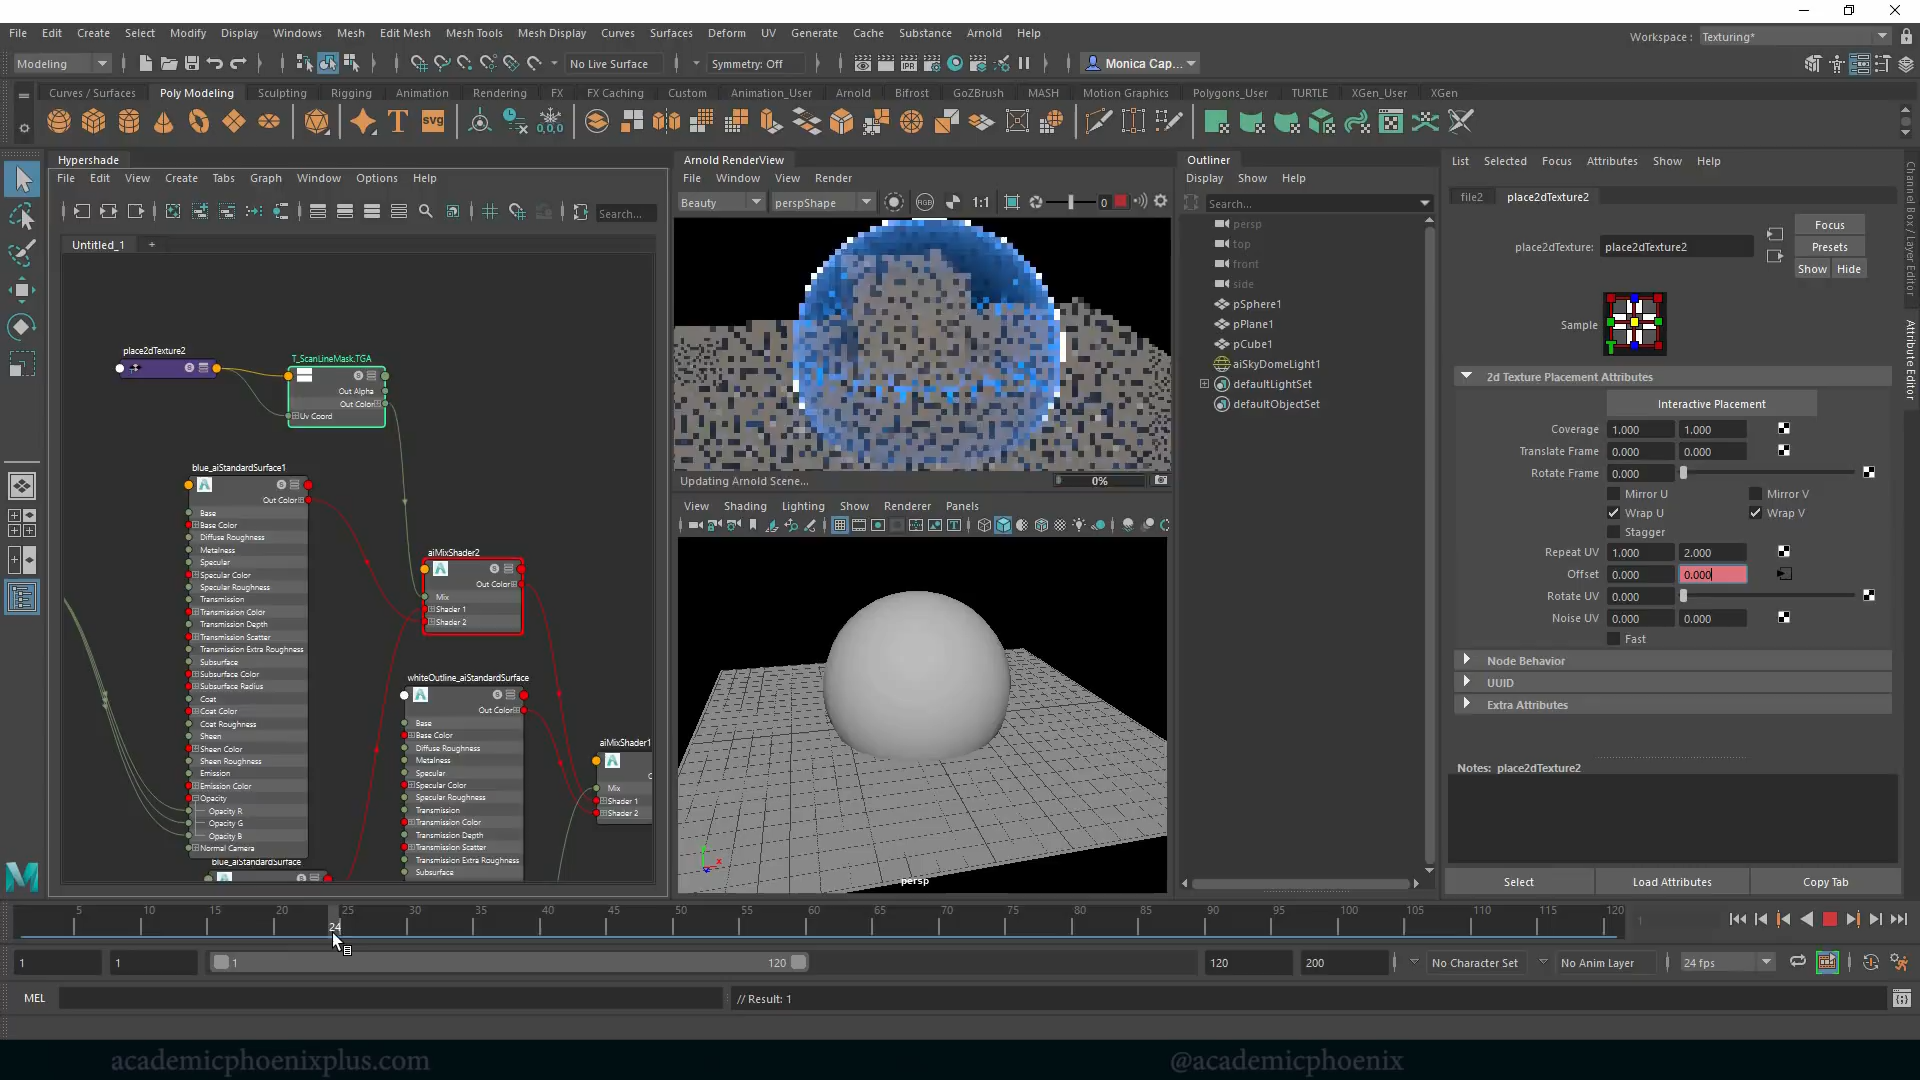 File Edit Create Select Modify Display Windows Mesh Edit Mesh Mesh Tools Mesh Display Curves Surfaces Deform UV Generate Cache Substance Arnold Help
Workspace : Texturing*
Modeling No Live Surface Symmetry: Off Monica Cap...
Curves / Surfaces Poly Modeling Sculpting Rigging Animation Rendering FX FX Caching Custom Animation_User Arnold Bifrost GoZBrush MASH Motion Graphics Polygons_User TURTLE XGen_User XGen
T svg 0,0,0
Hypershade
File Edit View Create Tabs Graph Window Options Help
Search...
Untitled_1 +
place2dTexture2
T_ScanLineMask.TGA
Out Alpha
Out Color
Uv Coord
blue_aiStandardSurface1
Out Color
Base
Base Color
Diffuse Roughness
Metalness
Specular
Specular Color
Specular Roughness
Transmission
Transmission Color
Transmission Depth
Transmission Scatter
Transmission Extra Roughness
Subsurface
Subsurface Color
Subsurface Radius
Coat
Coat Color
Coat Roughness
Sheen
Sheen Color
Sheen Roughness
Emission
Emission Color
Opacity
Opacity R
Opacity G
Opacity B
Normal Camera
blue_aiStandardSurface
aiMixShader2
Out Color
Mix
Shader 1
Shader 2
whiteOutline_aiStandardSurface
Out Color
Base
Base Color
Diffuse Roughness
Metalness
Specular
Specular Color
Specular Roughness
Transmission
Transmission Color
Transmission Depth
Transmission Scatter
Transmission Extra Roughness
Subsurface
aiMixShader1
Mix
Shader 1
Shader 2
Arnold RenderView
File Window View Render
Beauty perspShape RGB 1:1 0
Updating Arnold Scene... 0%
View Shading Lighting Show Renderer Panels
persp
Outliner
Display Show Help
Search...
persp
top
front
side
pSphere1
pPlane1
pCube1
aiSkyDomeLight1
defaultLightSet
defaultObjectSet
List Selected Focus Attributes Show Help
file2 place2dTexture2
place2dTexture: place2dTexture2
Focus
Presets
Show Hide
Sample
2d Texture Placement Attributes
Interactive Placement
Coverage 1.000 1.000
Translate Frame 0.000 0.000
Rotate Frame 0.000
Mirror U Mirror V
Wrap U Wrap V
Stagger
Repeat UV 1.000 2.000
Offset 0.000 0.000
Rotate UV 0.000
Noise UV 0.000 0.000
Fast
Node Behavior
UUID
Extra Attributes
Notes: place2dTexture2
Select Load Attributes Copy Tab
Channel Box / Layer Editor
Attribute Editor
5 10 15 20 25 30 35 40 45 50 55 60 65 70 75 80 85 90 95 100 105 110 115 120
24
1
1 1 1 120 120 200 No Character Set No Anim Layer 24 fps
MEL // Result: 1
academicphoenixplus.com @academicphoenix